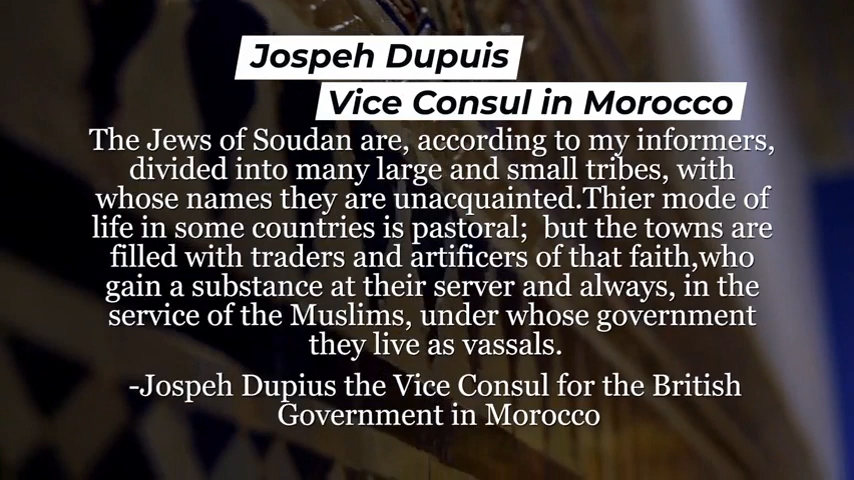 Jospeh Dupuis
Vice Consul in Morocco
The Jews of Soudan are, according to my informers,
divided into many large and small tribes, with
whose names they are unacquainted.Thier mode of
life in some countries is pastoral;  but the towns are
filled with traders and artificers of that faith,who
gain a substance at their server and always, in the
service of the Muslims, under whose government
they live as vassals.
-Jospeh Dupius the Vice Consul for the British
Government in Morocco